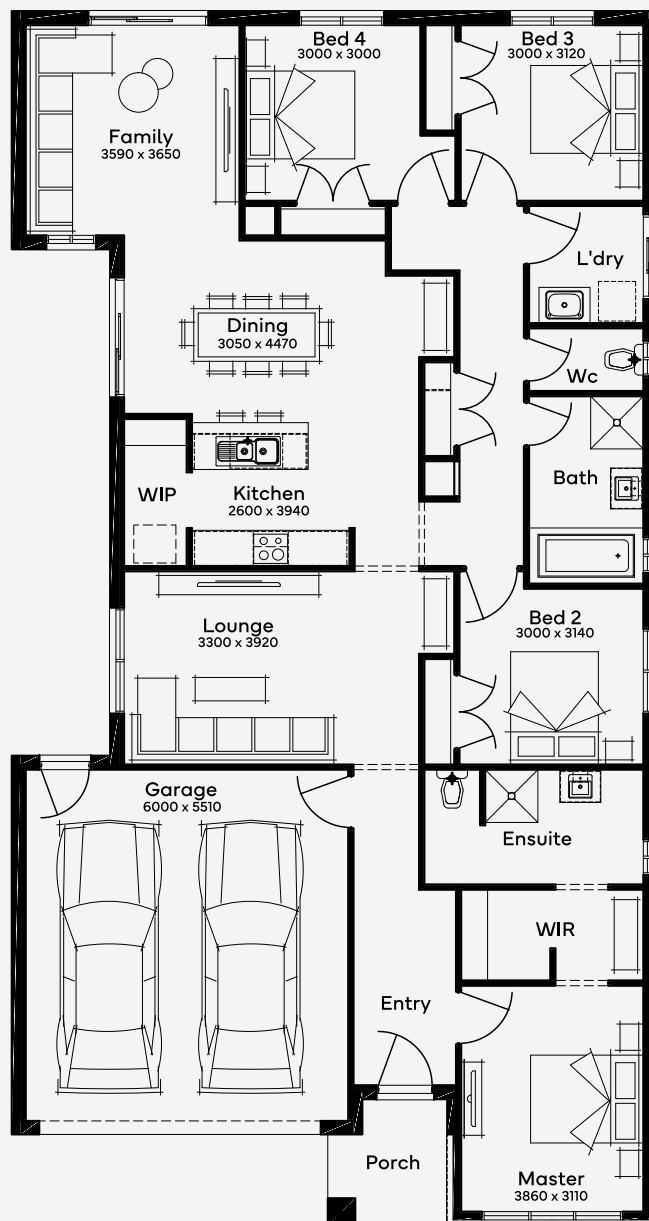 Bed 4
3000 x 3000
Bed 3
3000 x 3120
Family
3590 x 3650
L'dry
Dining
3050 x 4470
Wc
Bath
WIP
Kitchen
2600 x 3940
Lounge
3300 x 3920
Bed 2
3000 x 3140
Garage
6000 x 5510
Ensuite
WIR
Entry
Porch
Master
3860 x 3110